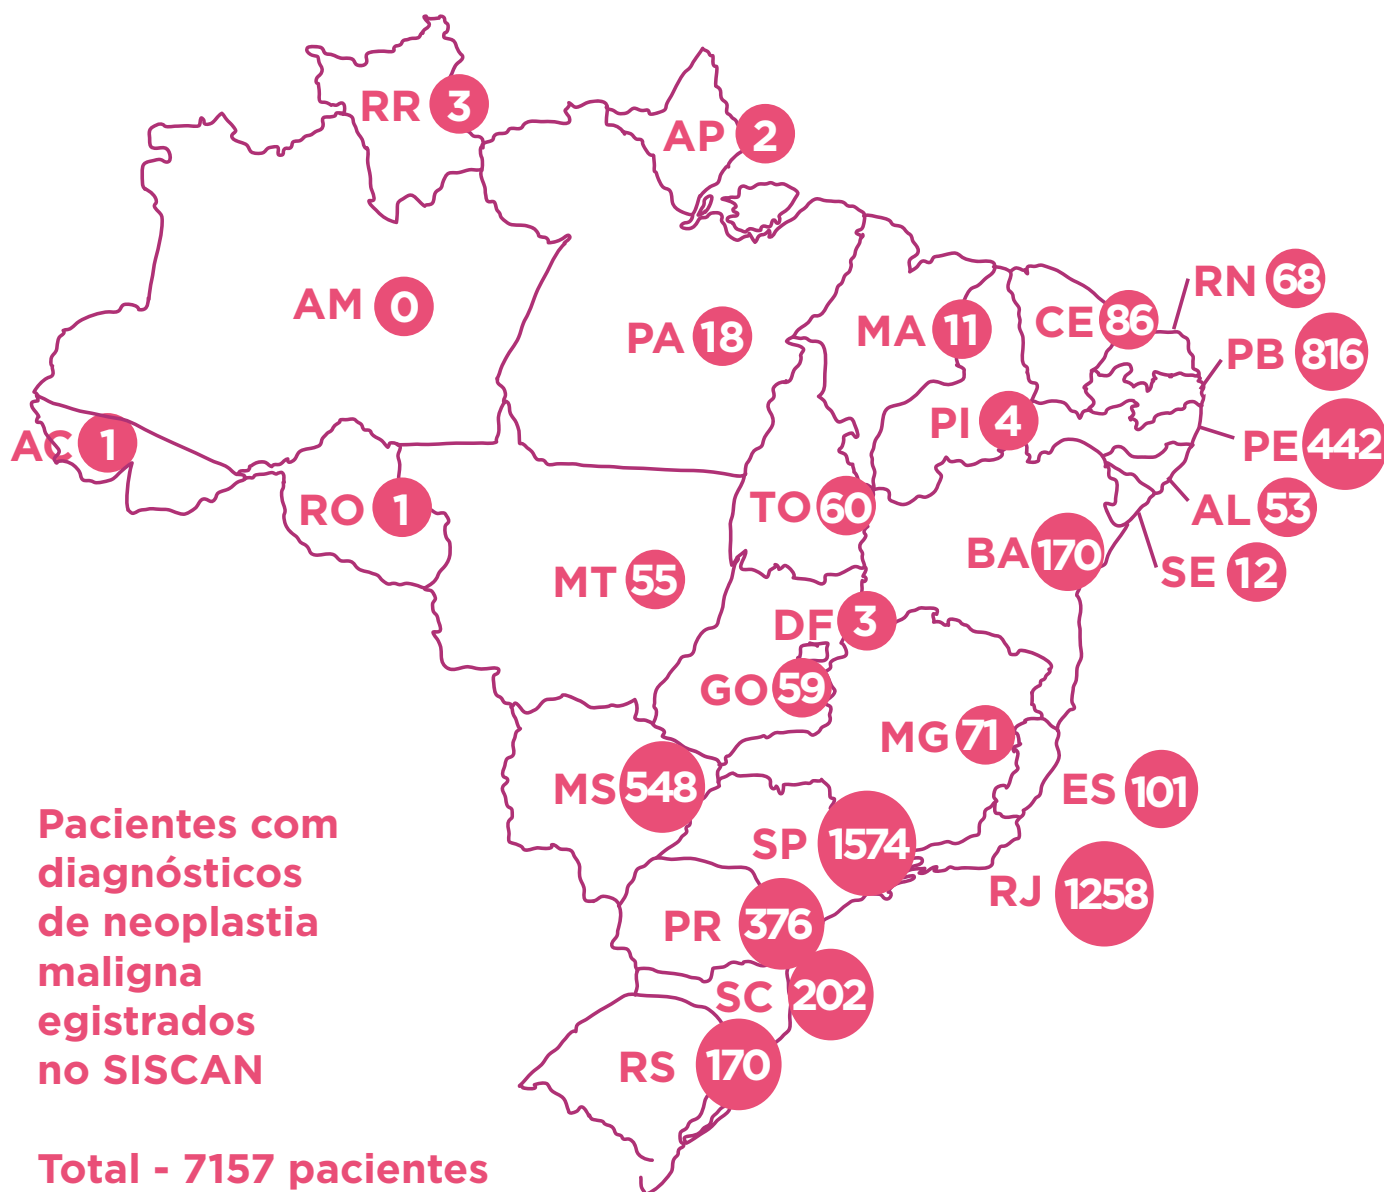 RR 3
AP 2
AM 0
PA 18
MA 11
CE 86
RN 68
PB 816
PI 4
PE 442
AC 1
RO 1
TO 60
AL 53
BA 170
SE 12
MT 55
DF 3
GO 59
MG 71
MS 548
ES 101
SP 1574
RJ 1258
PR 376
SC 202
RS 170
Pacientes com
diagnósticos
de neoplastia
maligna
egistrados
no SISCAN
Total - 7157 pacientes